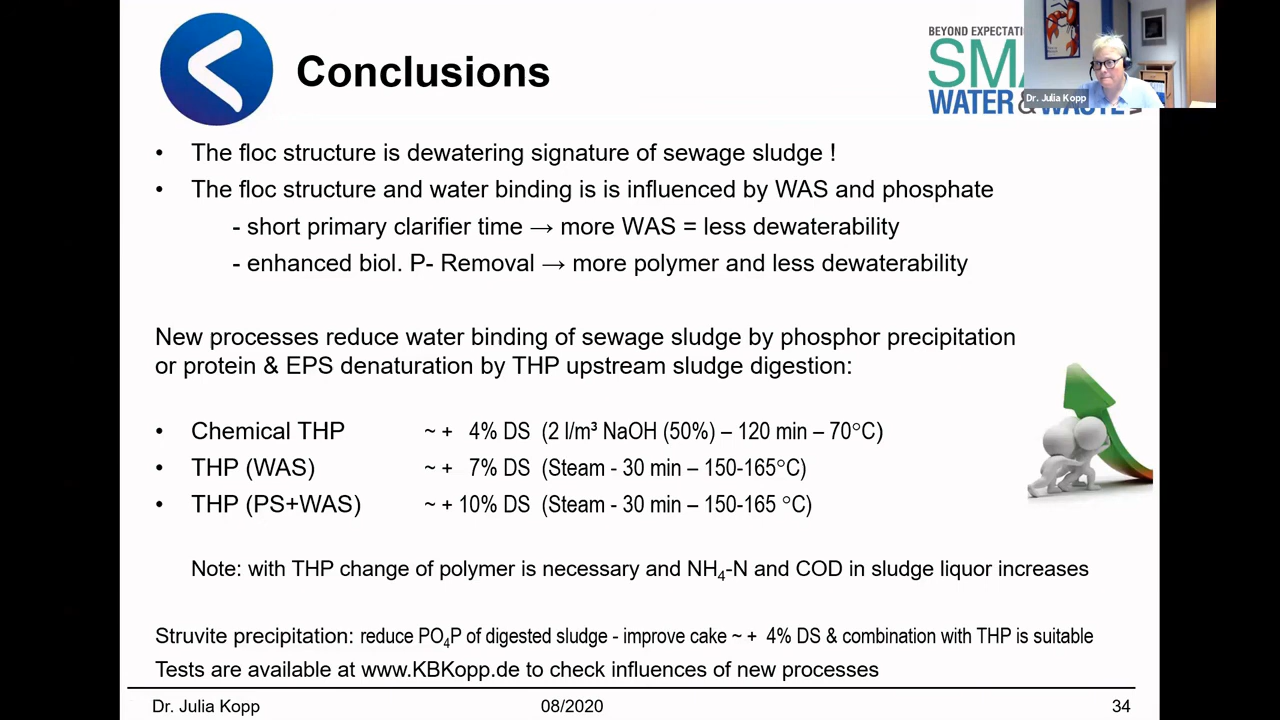 Conclusions
BEYOND EXPECTATI
SM
WATER & WASTE
Dr. Julia Kopp
• The floc structure is dewatering signature of sewage sludge !
• The floc structure and water binding is is influenced by WAS and phosphate
- short primary clarifier time → more WAS = less dewaterability
- enhanced biol. P- Removal → more polymer and less dewaterability
New processes reduce water binding of sewage sludge by phosphor precipitation
or protein & EPS denaturation by THP upstream sludge digestion:
• Chemical THP ~ + 4% DS (2 l/m³ NaOH (50%) – 120 min – 70°C)
• THP (WAS) ~ + 7% DS (Steam - 30 min – 150-165°C)
• THP (PS+WAS) ~ + 10% DS (Steam - 30 min – 150-165 °C)
Note: with THP change of polymer is necessary and NH₄-N and COD in sludge liquor increases
Struvite precipitation: reduce PO₄P of digested sludge - improve cake ~ + 4% DS & combination with THP is suitable
Tests are available at www.KBKopp.de to check influences of new processes
Dr. Julia Kopp 08/2020 34